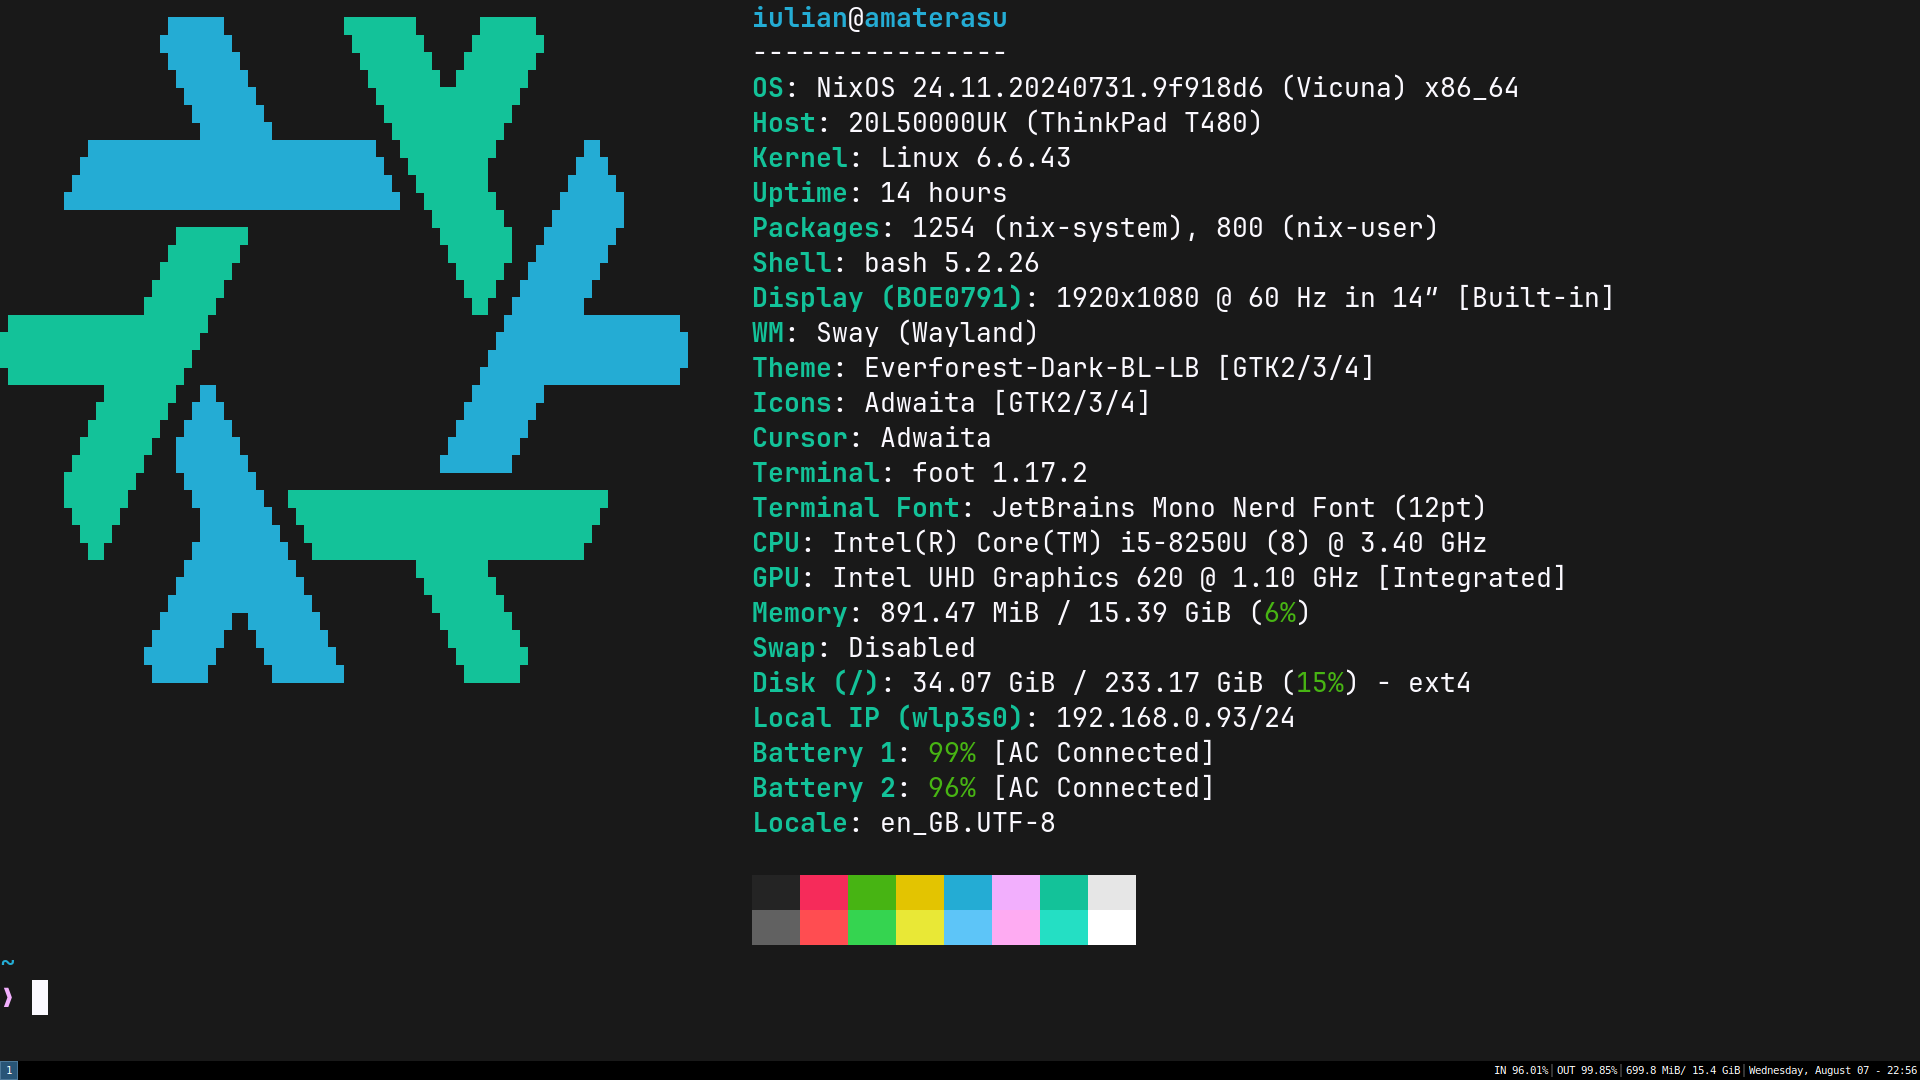 iulian@amaterasu
----------------
OS: NixOS 24.11.20240731.9f918d6 (Vicuna) x86_64
Host: 20L50000UK (ThinkPad T480)
Kernel: Linux 6.6.43
Uptime: 14 hours
Packages: 1254 (nix-system), 800 (nix-user)
Shell: bash 5.2.26
Display (BOE0791): 1920x1080 @ 60 Hz in 14″ [Built-in]
WM: Sway (Wayland)
Theme: Everforest-Dark-BL-LB [GTK2/3/4]
Icons: Adwaita [GTK2/3/4]
Cursor: Adwaita
Terminal: foot 1.17.2
Terminal Font: JetBrains Mono Nerd Font (12pt)
CPU: Intel(R) Core(TM) i5-8250U (8) @ 3.40 GHz
GPU: Intel UHD Graphics 620 @ 1.10 GHz [Integrated]
Memory: 891.47 MiB / 15.39 GiB (6%)
Swap: Disabled
Disk (/): 34.07 GiB / 233.17 GiB (15%) - ext4
Local IP (wlp3s0): 192.168.0.93/24
Battery 1: 99% [AC Connected]
Battery 2: 96% [AC Connected]
Locale: en_GB.UTF-8
~
❯
1
IN 96.01%|OUT 99.85%|699.8 MiB/ 15.4 GiB|Wednesday, August 07 - 22:56